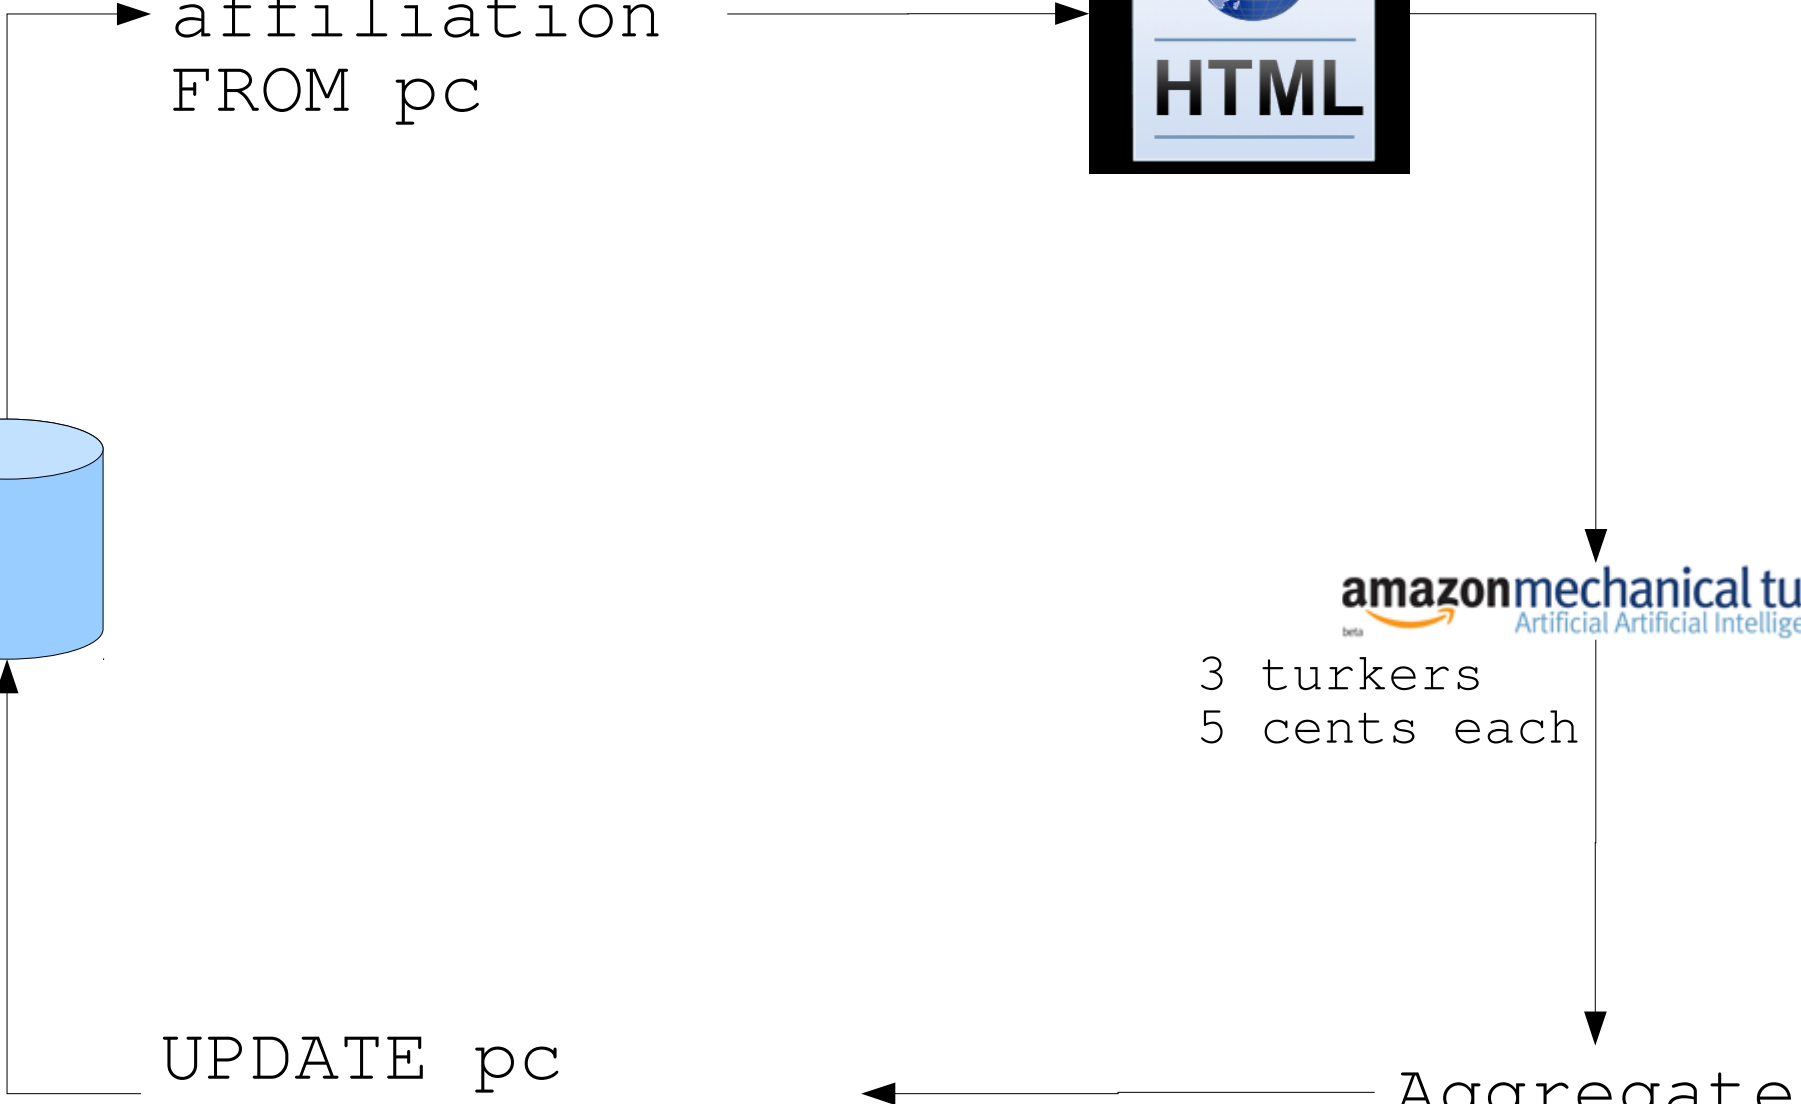 affiliation
FROM pc
HTML
amazonmechanical tu
Artificial Artificial Intellige
beta
3 turkers
5 cents each
UPDATE pc
Aggregate